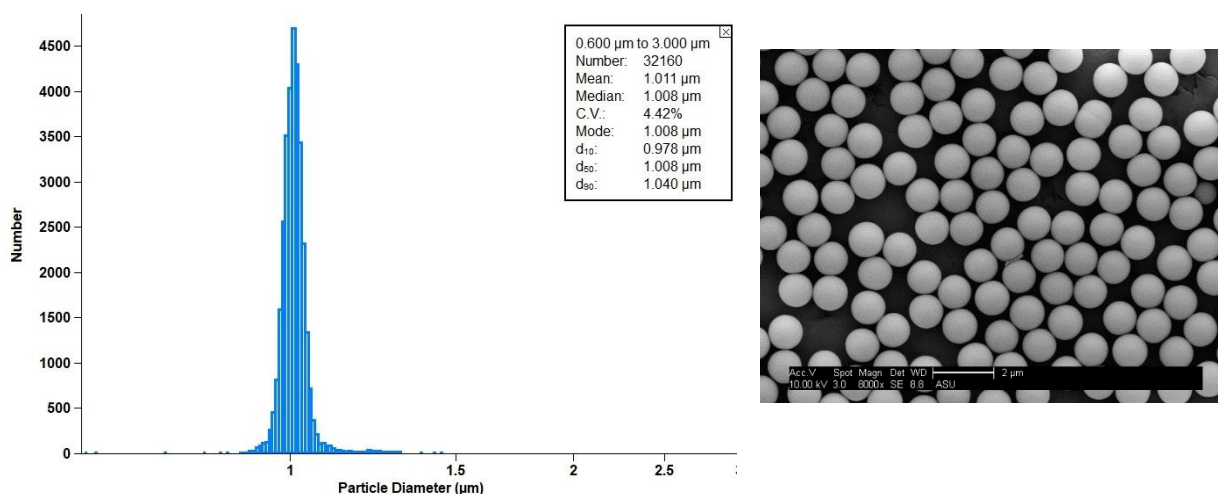 4500
4000
3500
3000
2500
2000
1500
1000
500
0
Number
1
1.5
2
2.5
Particle Diameter (µm)
0.600 µm to 3.000 µm
Number: 32160
Mean: 1.011 µm
Median: 1.008 µm
C.V.: 4.42%
Mode: 1.008 µm
d₁₀: 0.978 µm
d₅₀: 1.008 µm
d₉₀: 1.040 µm
Acc.V Spot Magn Det WD 2 µm
10.00 kV 3.0 8000x SE 8.8 ASU